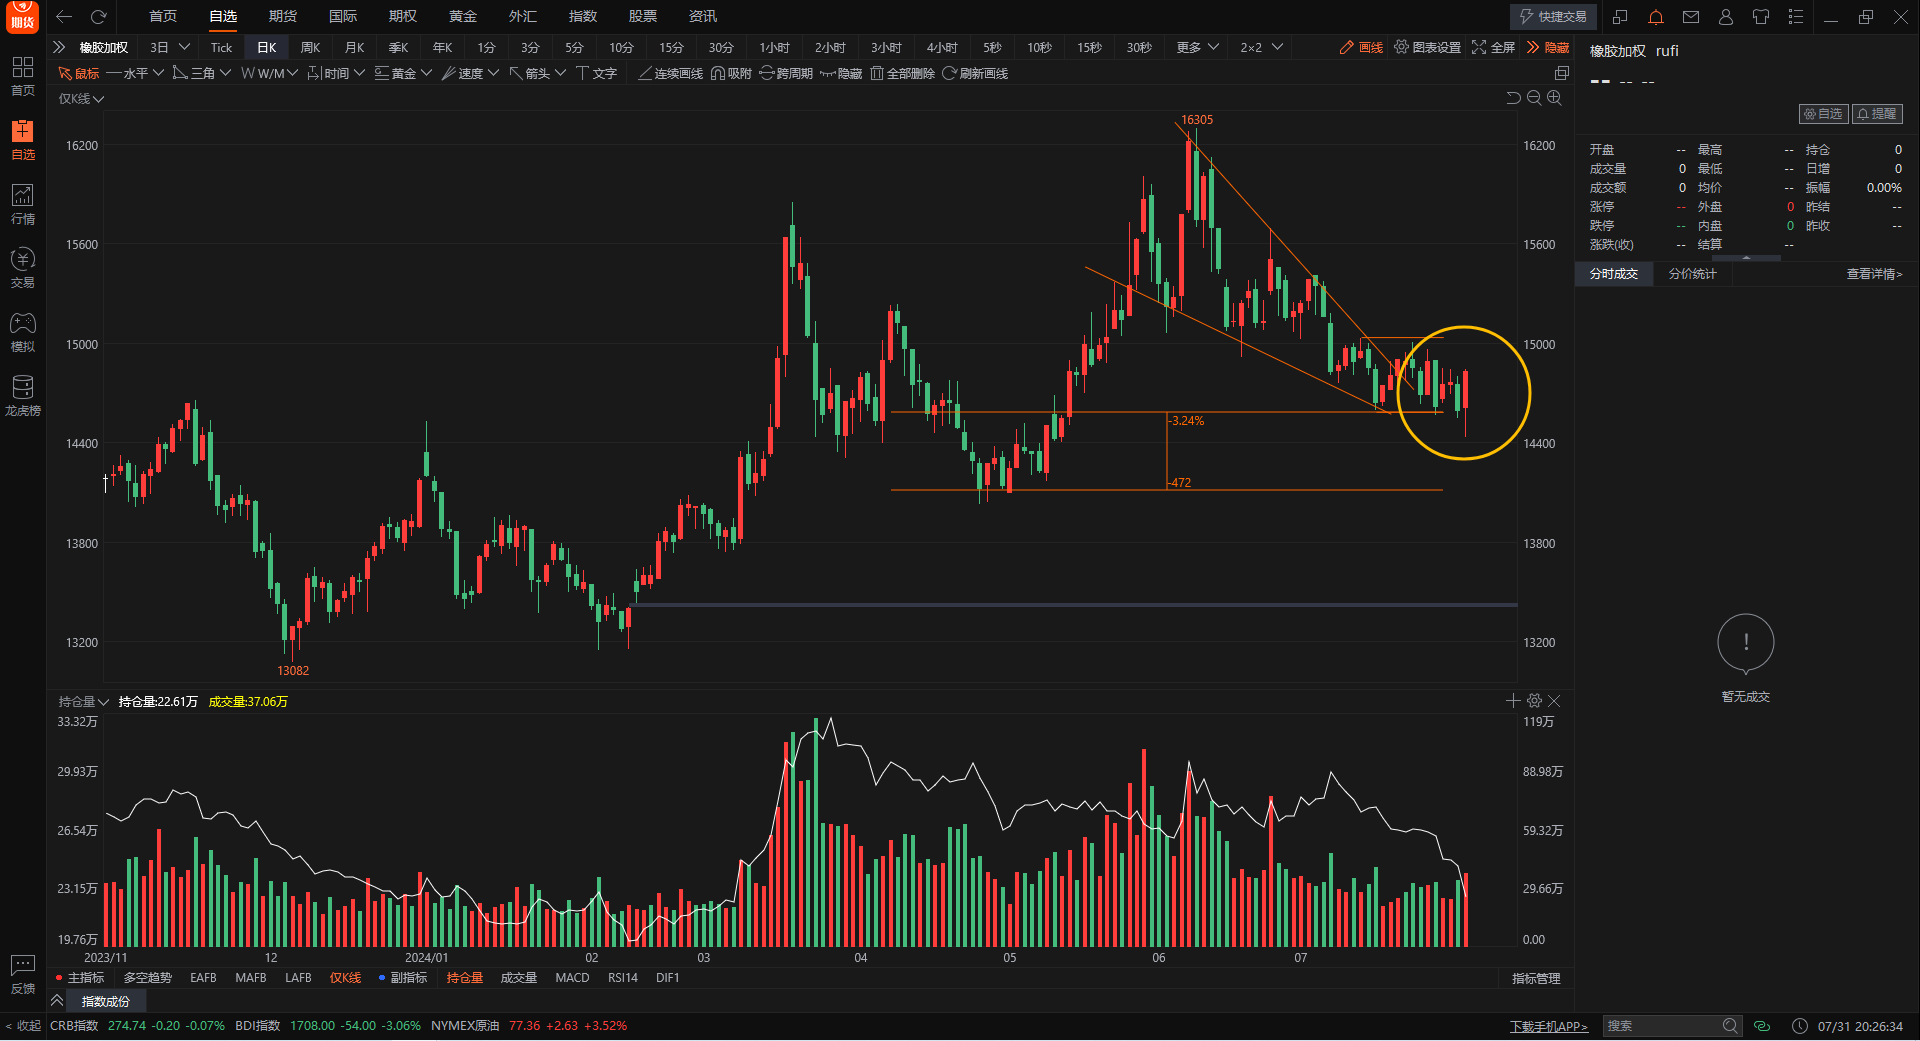 期货
首页 自选 期货 国际 期权 黄金 外汇 指数 股票 资讯
快捷交易
橡胶加权 3日 Tick 日K 周K 月K 季K 年K 1分 3分 5分 10分 15分 30分 1小时 2小时 3小时 4小时 5秒 10秒 15秒 30秒 更多 2×2 画线 图表设置 全屏 隐藏
鼠标 水平 三角 W/M 时间 黄金 速度 箭头 文字 连续画线 吸附 跨周期 隐藏 全部删除 刷新画线
仅K线
首页
自选
行情
交易
模拟
龙虎榜
反馈
< 收起
16305
16200 16200
15600 15600
15000 15000
14400 14400
13800 13800
13200 13200
-3.24%
-472
13082
持仓量 持仓量:22.61万 成交量:37.06万
33.32万 119万
29.93万 88.98万
26.54万 59.32万
23.15万 29.66万
19.76万 0.00
2023/11 12 2024/01 02 03 04 05 06 07
主指标 多空趋势 EAFB MAFB LAFB 仅K线 副指标 持仓量 成交量 MACD RSI14 DIF1 指标管理
指数成份
橡胶加权 rufi
-- -- --
自选 提醒
开盘 -- 最高 -- 持仓 0
成交量 0 最低 -- 日增 0
成交额 0 均价 -- 振幅 0.00%
涨停 -- 外盘 0 昨结 --
跌停 -- 内盘 0 昨收 --
涨跌(收) -- 结算 --
分时成交 分价统计 查看详情>
!
暂无成交
CRB指数 274.74 -0.20 -0.07% BDI指数 1708.00 -54.00 -3.06% NYMEX原油 77.36 +2.63 +3.52%
下载手机APP> 搜索 07/31 20:26:34